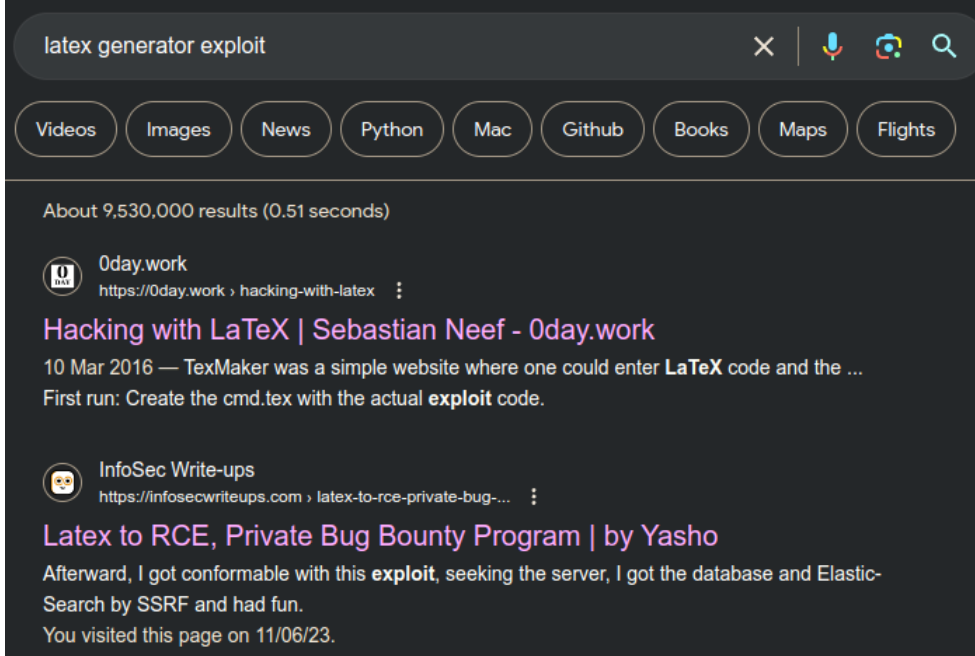 latex generator exploit
Videos Images News Python Mac Github Books Maps Flights
About 9,530,000 results (0.51 seconds)
0 DAY
0day.work
https://0day.work › hacking-with-latex
Hacking with LaTeX | Sebastian Neef - 0day.work
10 Mar 2016 — TexMaker was a simple website where one could enter LaTeX code and the ...
First run: Create the cmd.tex with the actual exploit code.
InfoSec Write-ups
https://infosecwriteups.com › latex-to-rce-private-bug-...
Latex to RCE, Private Bug Bounty Program | by Yasho
Afterward, I got conformable with this exploit, seeking the server, I got the database and Elastic-
Search by SSRF and had fun.
You visited this page on 11/06/23.